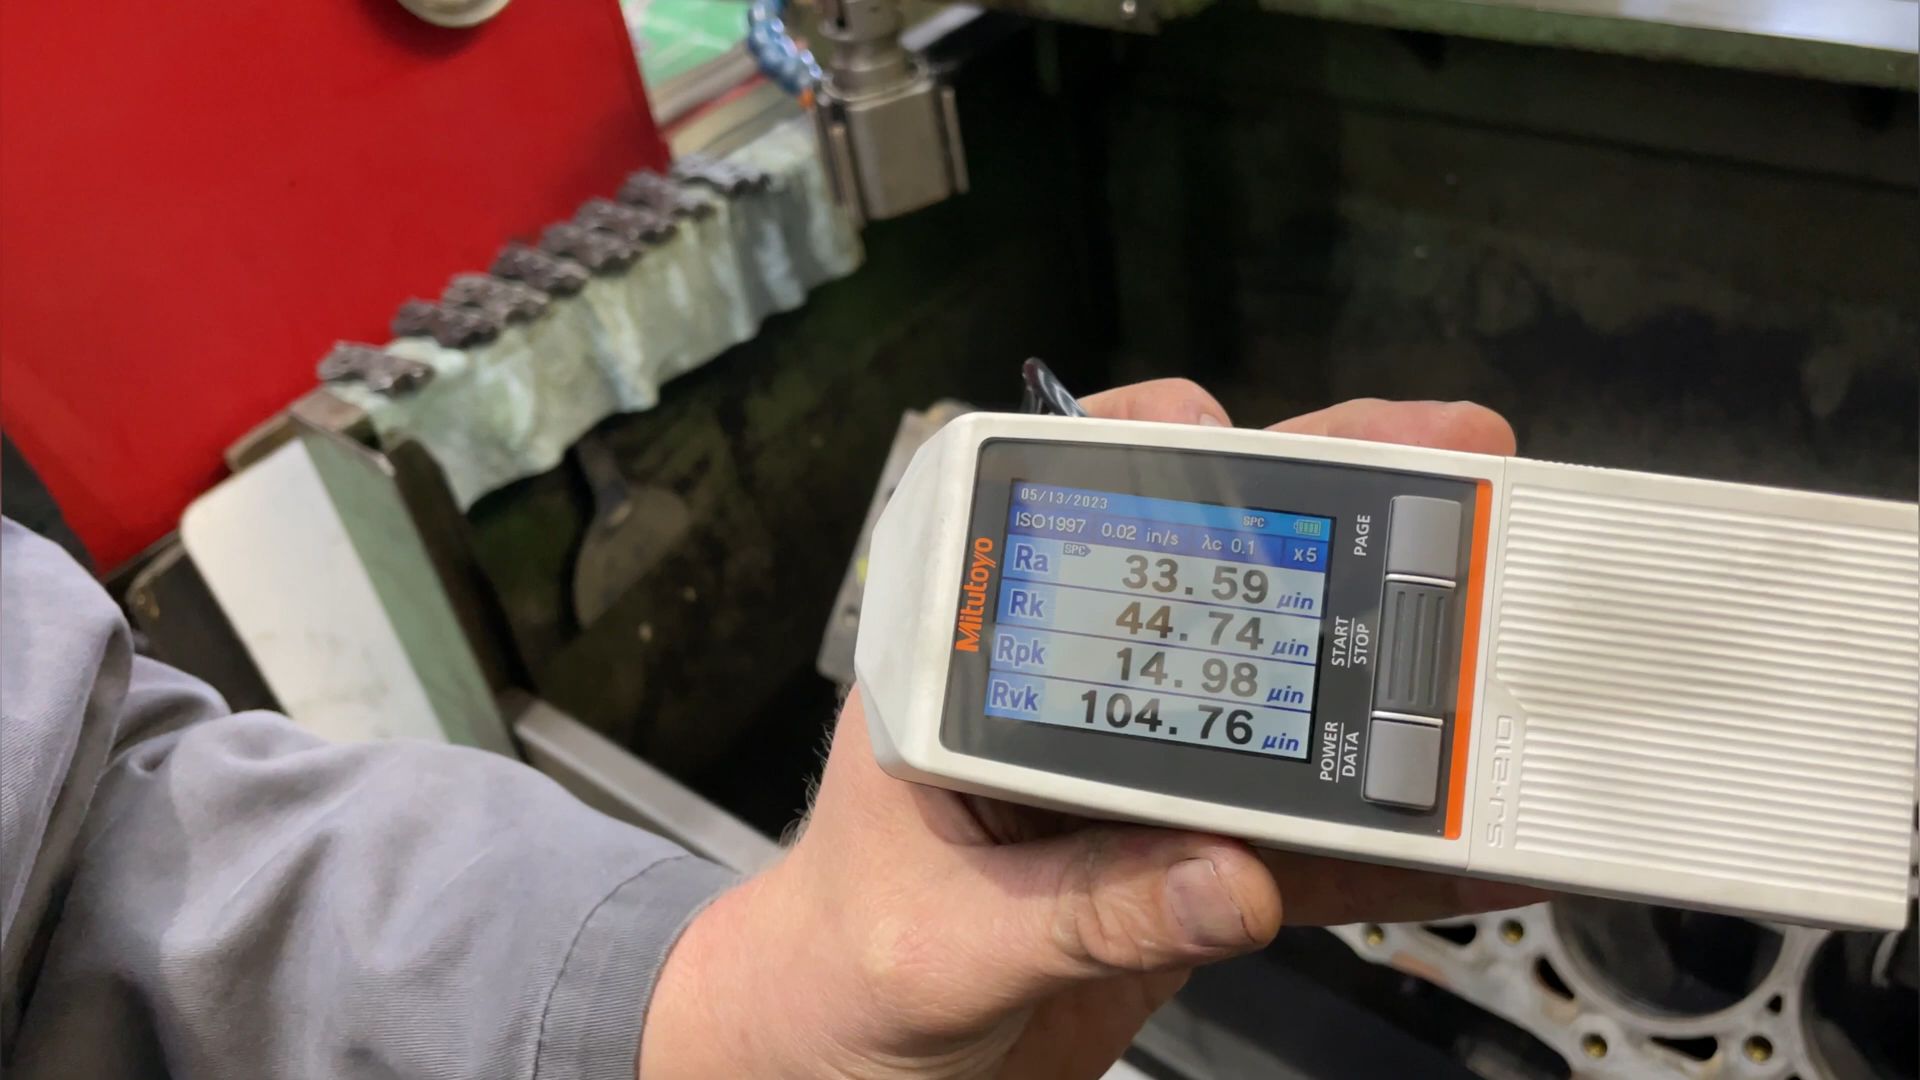 05/13/2023
SPC
ISO1997 0.02 in/s λc 0.1 x5
Ra SPC 33.59 µin
Rk 44.74 µin
Rpk 14.98 µin
Rvk 104.76 µin
Mitutoyo
PAGE
START
STOP
POWER
DATA
SJ-210